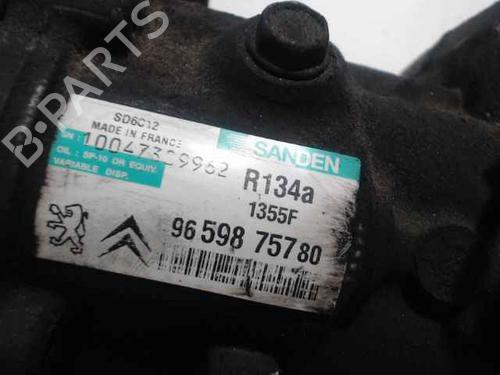 B-PARTS
SD6C12
MADE IN FRANCE
SANDEN
S/N : 10047329962
OIL : SP-10 OR EQUIV.
VARIABLE DISP.
R134a
1355F
96 598 757 80